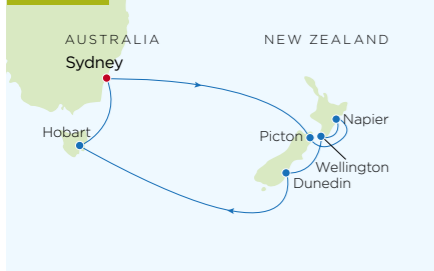 AUSTRALIA
NEW ZEALAND
Sydney
Napier
Hobart
Picton
Wellington
Dunedin